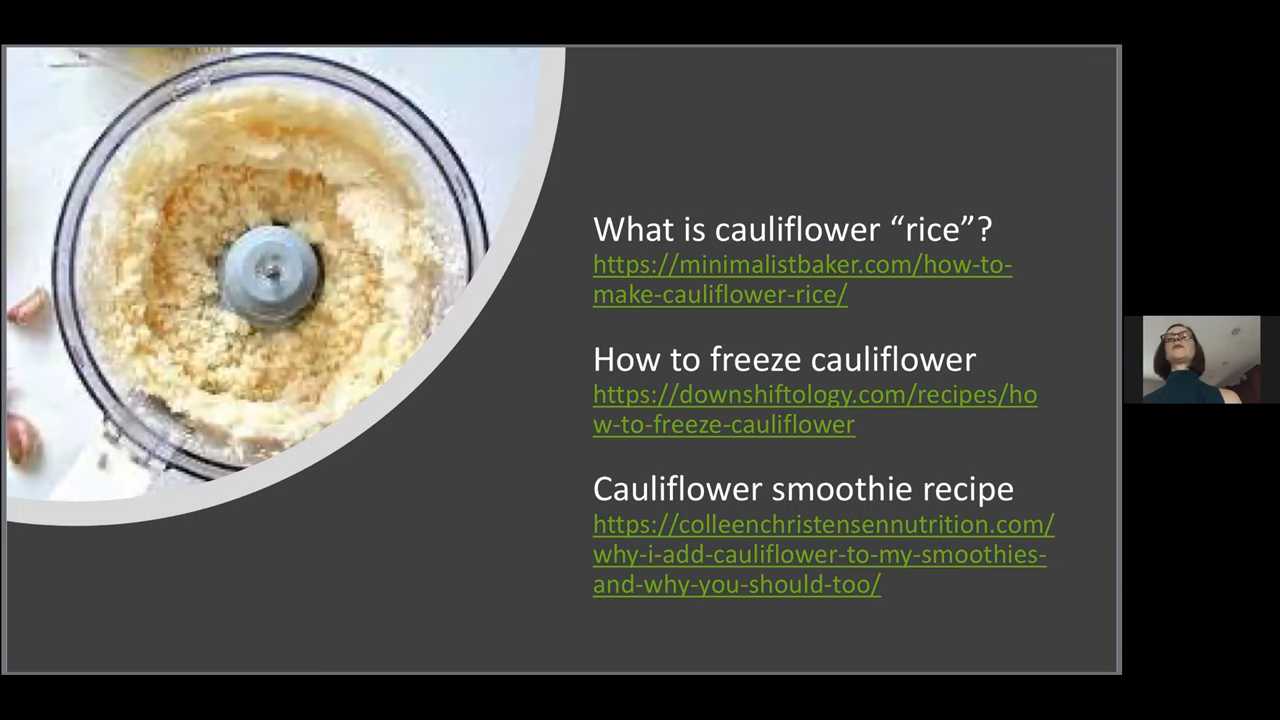 What is cauliflower “rice”?
https://minimalistbaker.com/how-to-
make-cauliflower-rice/
How to freeze cauliflower
https://downshiftology.com/recipes/ho
w-to-freeze-cauliflower
Cauliflower smoothie recipe
https://colleenchristensennutrition.com/
why-i-add-cauliflower-to-my-smoothies-
and-why-you-should-too/